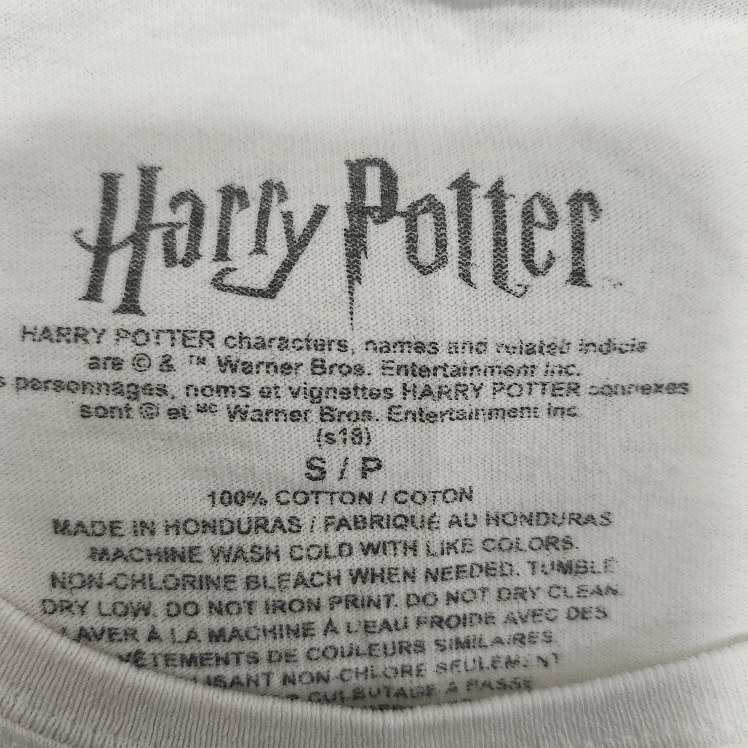 Harry Potter
HARRY POTTER characters, names and related indicia
are © & ™ Warner Bros. Entertainment Inc.
personnages, noms et vignettes HARRY POTTER connexes
sont © et MC Warner Bros. Entertainment Inc.
(s18)
S / P
100% COTTON / COTON
MADE IN HONDURAS / FABRIQUÉ AU HONDURAS
MACHINE WASH COLD WITH LIKE COLORS.
NON-CHLORINE BLEACH WHEN NEEDED. TUMBLE
DRY LOW. DO NOT IRON PRINT. DO NOT DRY CLEAN.
LAVER À LA MACHINE À L'EAU FROIDE AVEC DES
VÊTEMENTS DE COULEURS SIMILAIRES.
NON-CHLORE SEULEMENT
CULBUTAGE À